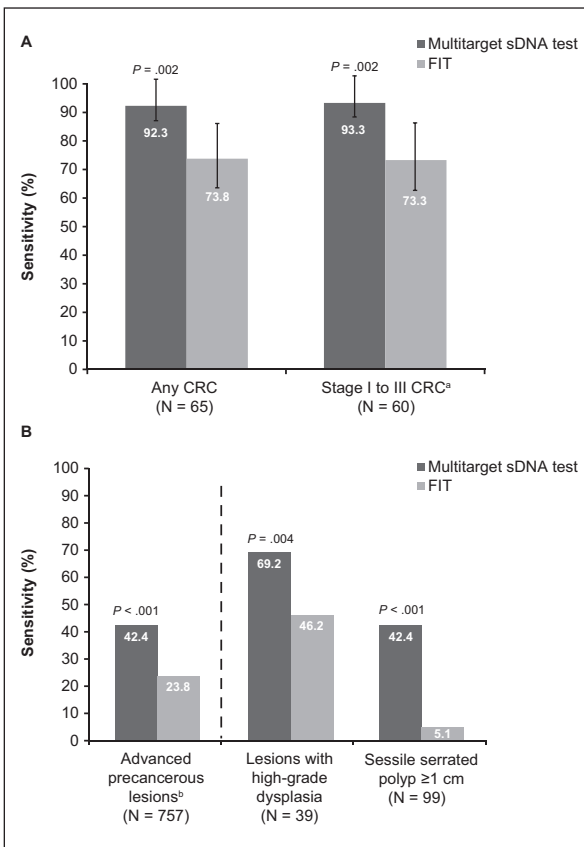 A
Multitarget sDNA test
FIT
P = .002
P = .002
100
90
80
70
60
50
40
30
20
10
0
Sensitivity (%)
92.3
73.8
93.3
73.3
Any CRC
(N = 65)
Stage I to III CRCᵃ
(N = 60)
B
Multitarget sDNA test
FIT
100
90
80
70
60
50
40
30
20
10
0
Sensitivity (%)
P < .001
42.4
23.8
P = .004
69.2
46.2
P < .001
42.4
5.1
Advanced
precancerous
lesionsᵇ
(N = 757)
Lesions with
high-grade
dysplasia
(N = 39)
Sessile serrated
polyp ≥1 cm
(N = 99)